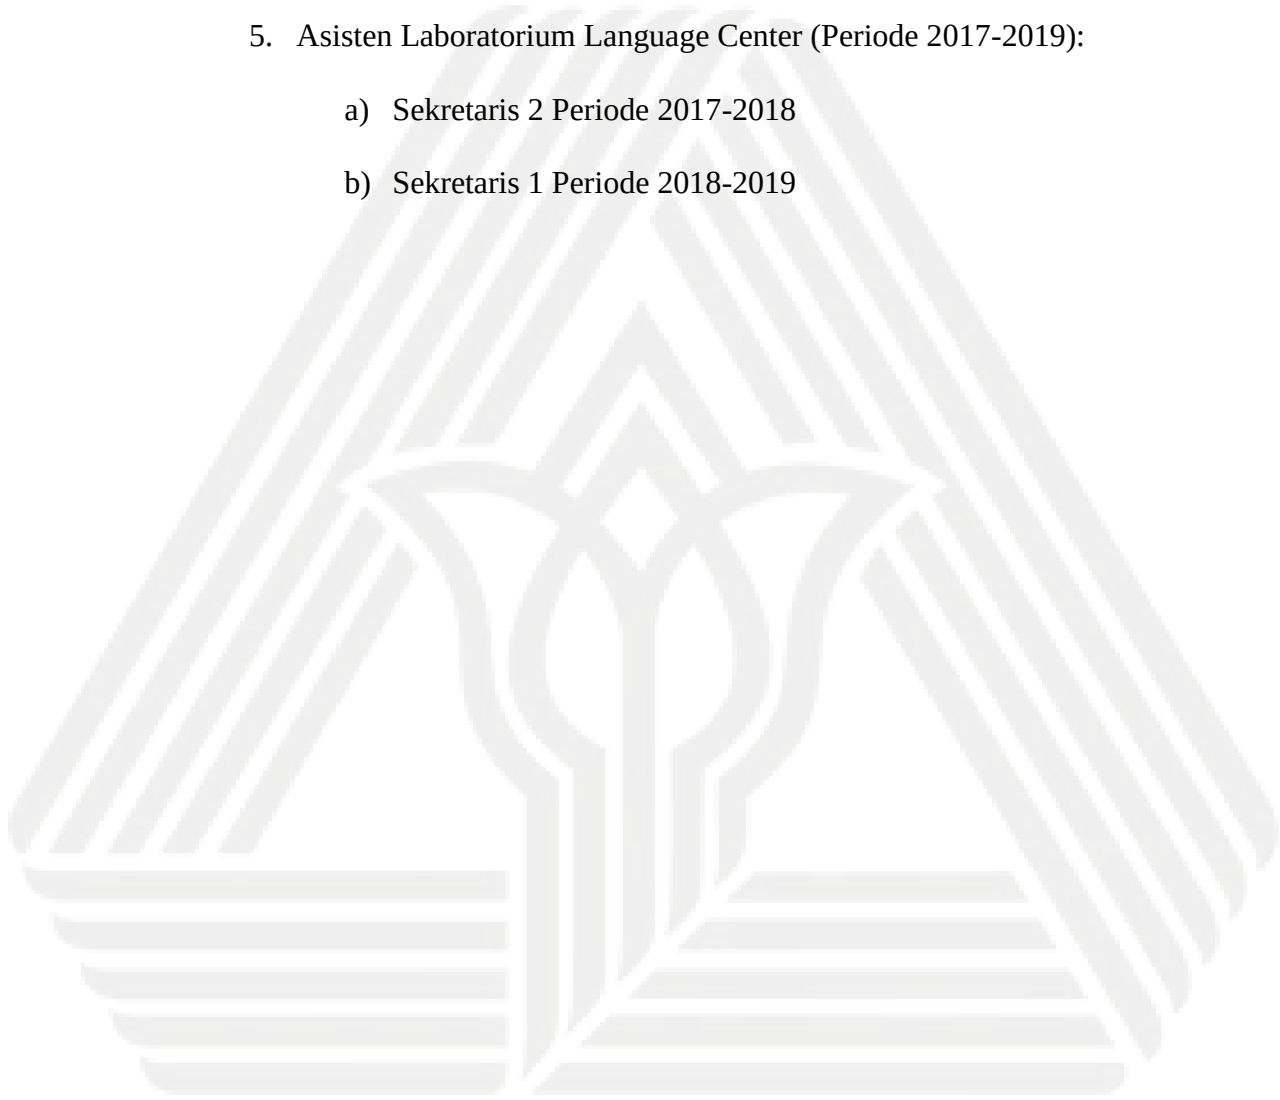 5. Asisten Laboratorium Language Center (Periode 2017-2019):
a) Sekretaris 2 Periode 2017-2018
b) Sekretaris 1 Periode 2018-2019